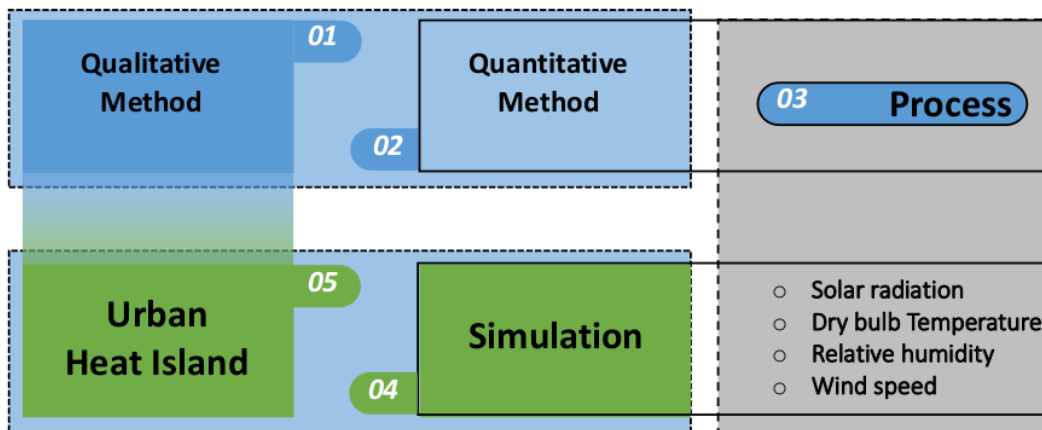 01
Qualitative
Method
02
Quantitative
Method
03
Process
05
Urban
Heat Island
04
Simulation
○ Solar radiation
○ Dry bulb Temperature
○ Relative humidity
○ Wind speed